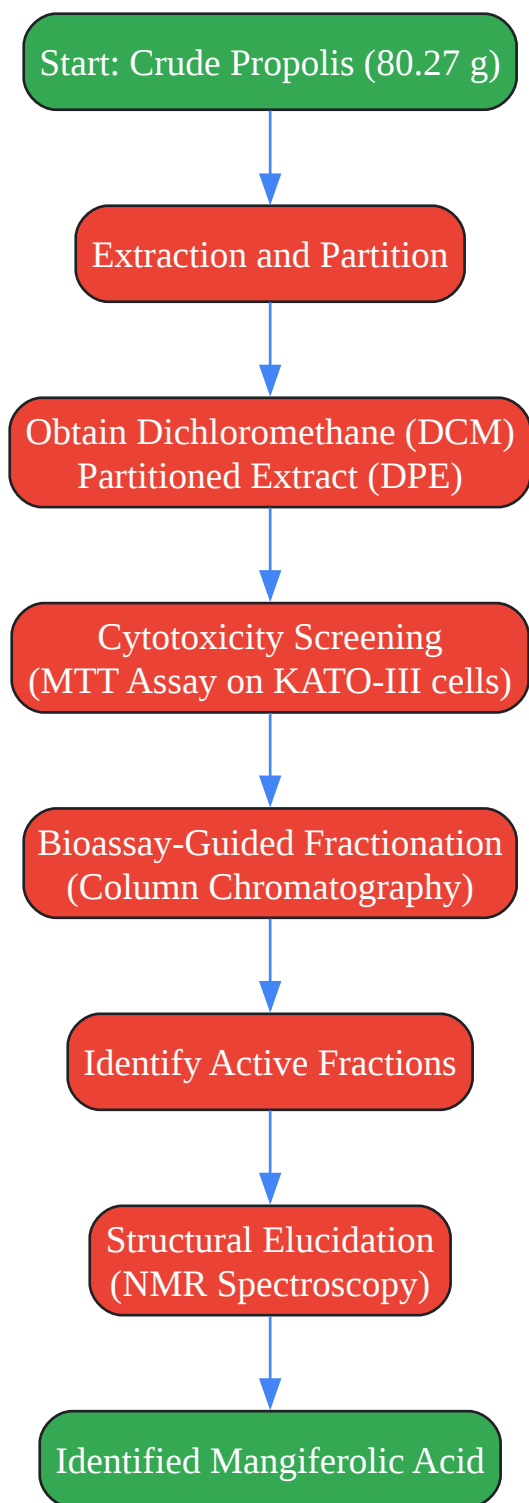 Start: Crude Propolis (80.27 g)
Extraction and Partition
Obtain Dichloromethane (DCM)
Partitioned Extract (DPE)
Cytotoxicity Screening
(MTT Assay on KATO-III cells)
Bioassay-Guided Fractionation
(Column Chromatography)
Identify Active Fractions
Structural Elucidation
(NMR Spectroscopy)
Identified Mangiferolic Acid